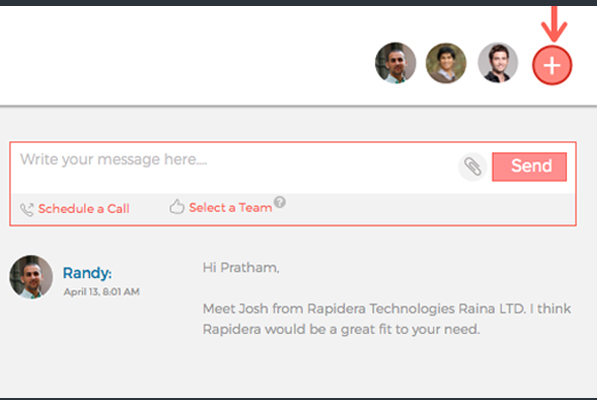 Write your message here....
Send
Schedule a Call
Select a Team ?
Randy:
April 13, 8:01 AM
Hi Pratham,
Meet Josh from Rapidera Technologies Raina LTD. I think
Rapidera would be a great fit to your need.